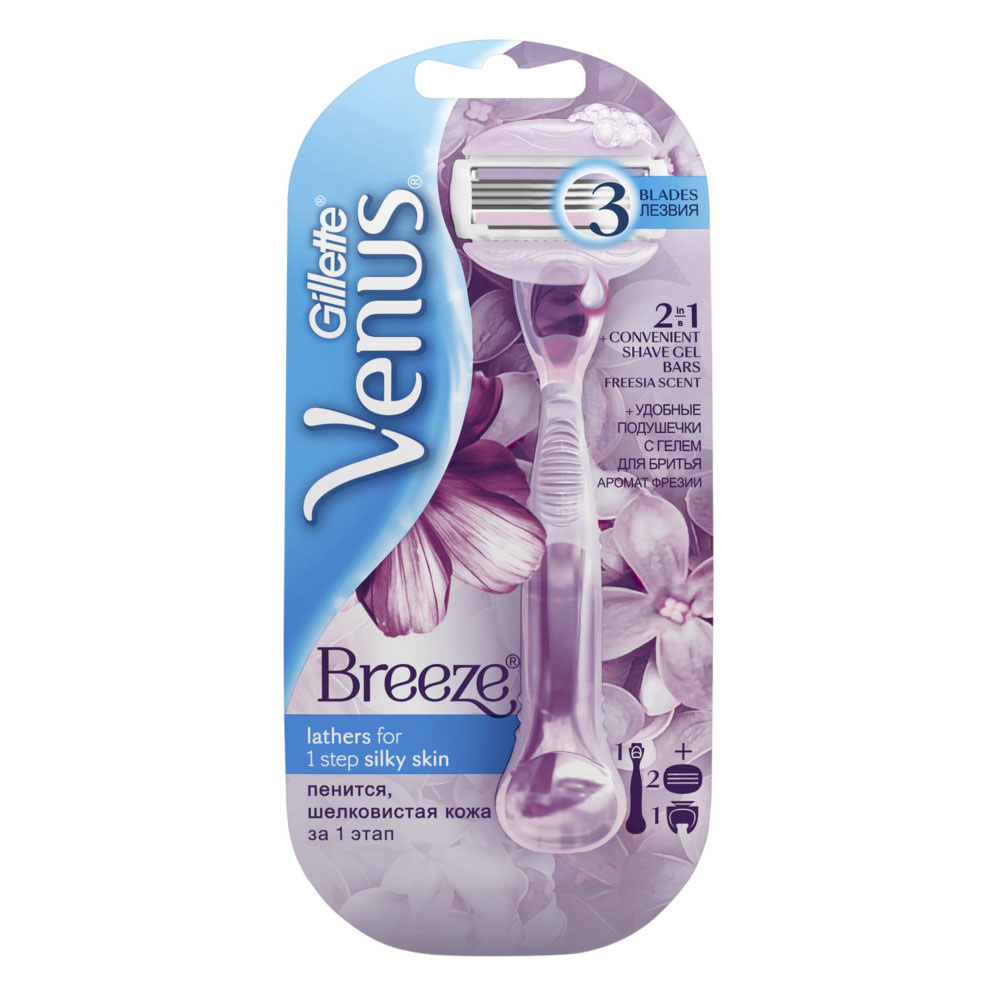 Gillette®
Venus®
3 BLADES
ЛЕЗВИЯ
2 in 1
в
+CONVENIENT
SHAVE GEL
BARS
FREESIA SCENT
+УДОБНЫЕ
ПОДУШЕЧКИ
С ГЕЛЕМ
ДЛЯ БРИТЬЯ
АРОМАТ ФРЕЗИИ
Breeze®
lathers for
1 step silky skin
пенится,
шелковистая кожа
за 1 этап
1 +
2
1